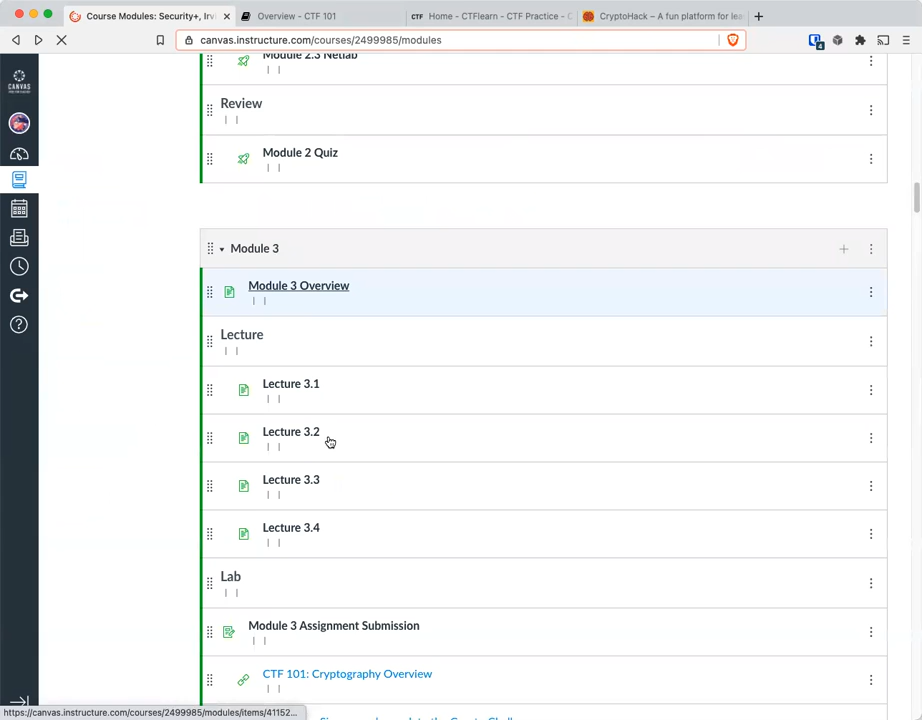 Course Modules: Security+, Irvi
Overview - CTF 101
CTF Home - CTFlearn - CTF Practice - C
CryptoHack – A fun platform for lea
canvas.instructure.com/courses/2499985/modules
4
CANVAS
Module 2.3 Netlab
Review
Module 2 Quiz
Module 3
Module 3 Overview
Lecture
Lecture 3.1
Lecture 3.2
Lecture 3.3
Lecture 3.4
Lab
Module 3 Assignment Submission
CTF 101: Cryptography Overview
https://canvas.instructure.com/courses/2499985/modules/items/41152...